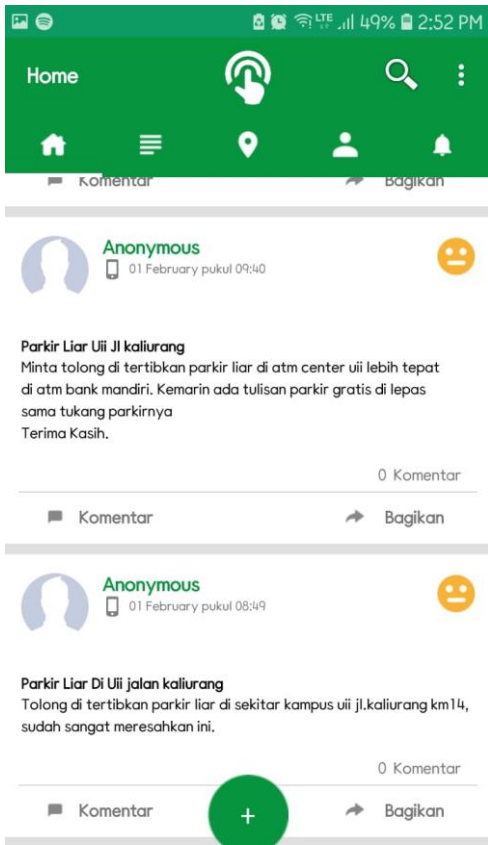 LTE 49% 2:52 PM
Home
Komentar Bagikan
Anonymous
01 February pukul 09:40
Parkir Liar Uii Jl kaliurang
Minta tolong di tertibkan parkir liar di atm center uii lebih tepat
di atm bank mandiri. Kemarin ada tulisan parkir gratis di lepas
sama tukang parkirnya
Terima Kasih.
0 Komentar
Komentar Bagikan
Anonymous
01 February pukul 08:49
Parkir Liar Di Uii jalan kaliurang
Tolong di tertibkan parkir liar di sekitar kampus uii jl.kaliurang km14,
sudah sangat meresahkan ini.
0 Komentar
Komentar + Bagikan